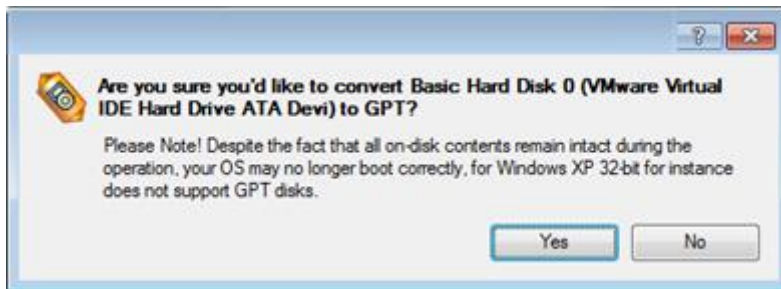 Are you sure you'd like to convert Basic Hard Disk 0 (VMware Virtual
IDE Hard Drive ATA Devi) to GPT?
Please Note! Despite the fact that all on-disk contents remain intact during the
operation, your OS may no longer boot correctly, for Windows XP 32-bit for instance
does not support GPT disks.
Yes No